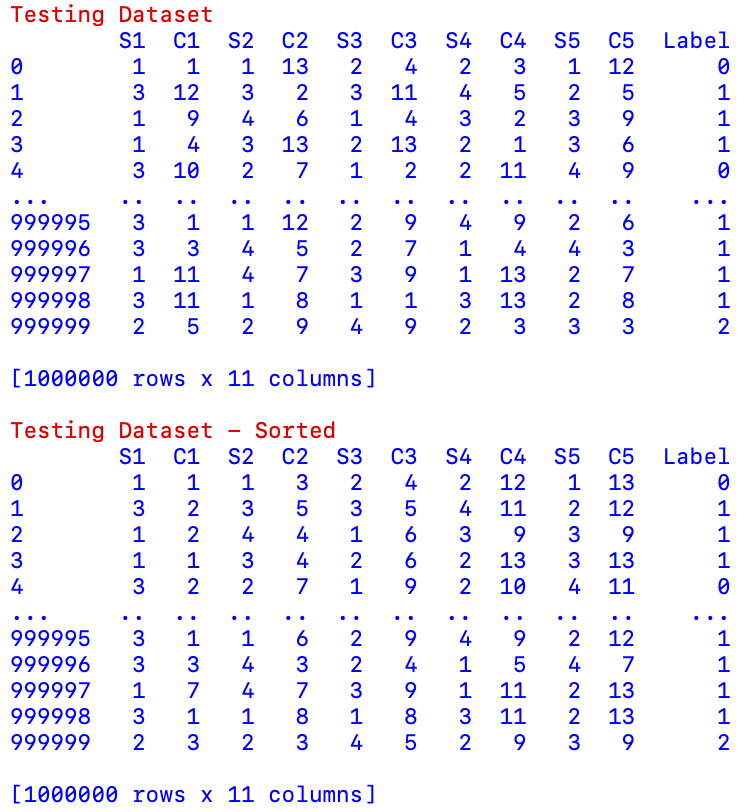 Testing Dataset
S1 C1 S2 C2 S3 C3 S4 C4 S5 C5 Label
0 1 1 1 13 2 4 2 3 1 12 0
1 3 12 3 2 3 11 4 5 2 5 1
2 1 9 4 6 1 4 3 2 3 9 1
3 1 4 3 13 2 13 2 1 3 6 1
4 3 10 2 7 1 2 2 11 4 9 0
... .. .. .. .. .. .. .. .. .. .. ...
999995 3 1 1 12 2 9 4 9 2 6 1
999996 3 3 4 5 2 7 1 4 4 3 1
999997 1 11 4 7 3 9 1 13 2 7 1
999998 3 11 1 8 1 1 3 13 2 8 1
999999 2 5 2 9 4 9 2 3 3 3 2
[1000000 rows x 11 columns]
Testing Dataset – Sorted
S1 C1 S2 C2 S3 C3 S4 C4 S5 C5 Label
0 1 1 1 3 2 4 2 12 1 13 0
1 3 2 3 5 3 5 4 11 2 12 1
2 1 2 4 4 1 6 3 9 3 9 1
3 1 1 3 4 2 6 2 13 3 13 1
4 3 2 2 7 1 9 2 10 4 11 0
... .. .. .. .. .. .. .. .. .. .. ...
999995 3 1 1 6 2 9 4 9 2 12 1
999996 3 3 4 3 2 4 1 5 4 7 1
999997 1 7 4 7 3 9 1 11 2 13 1
999998 3 1 1 8 1 8 3 11 2 13 1
999999 2 3 2 3 4 5 2 9 3 9 2
[1000000 rows x 11 columns]